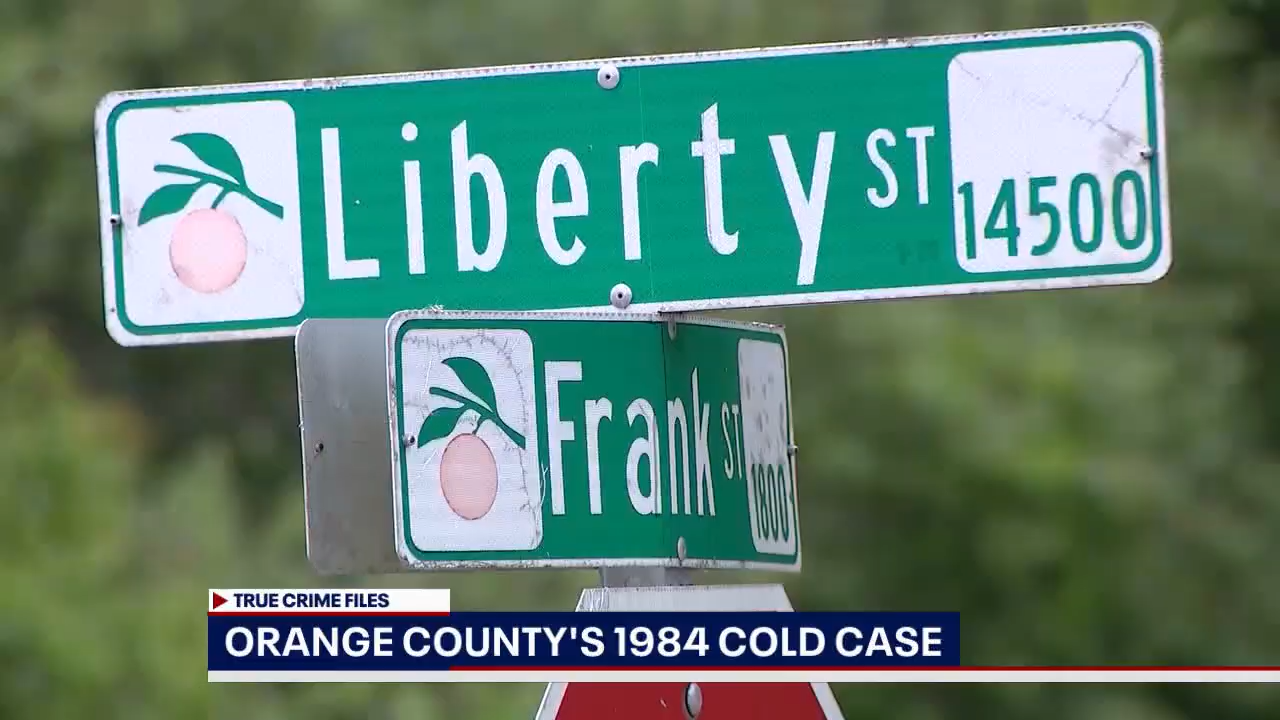 Liberty ST 14500
Frank ST 1800
TRUE CRIME FILES
ORANGE COUNTY'S 1984 COLD CASE